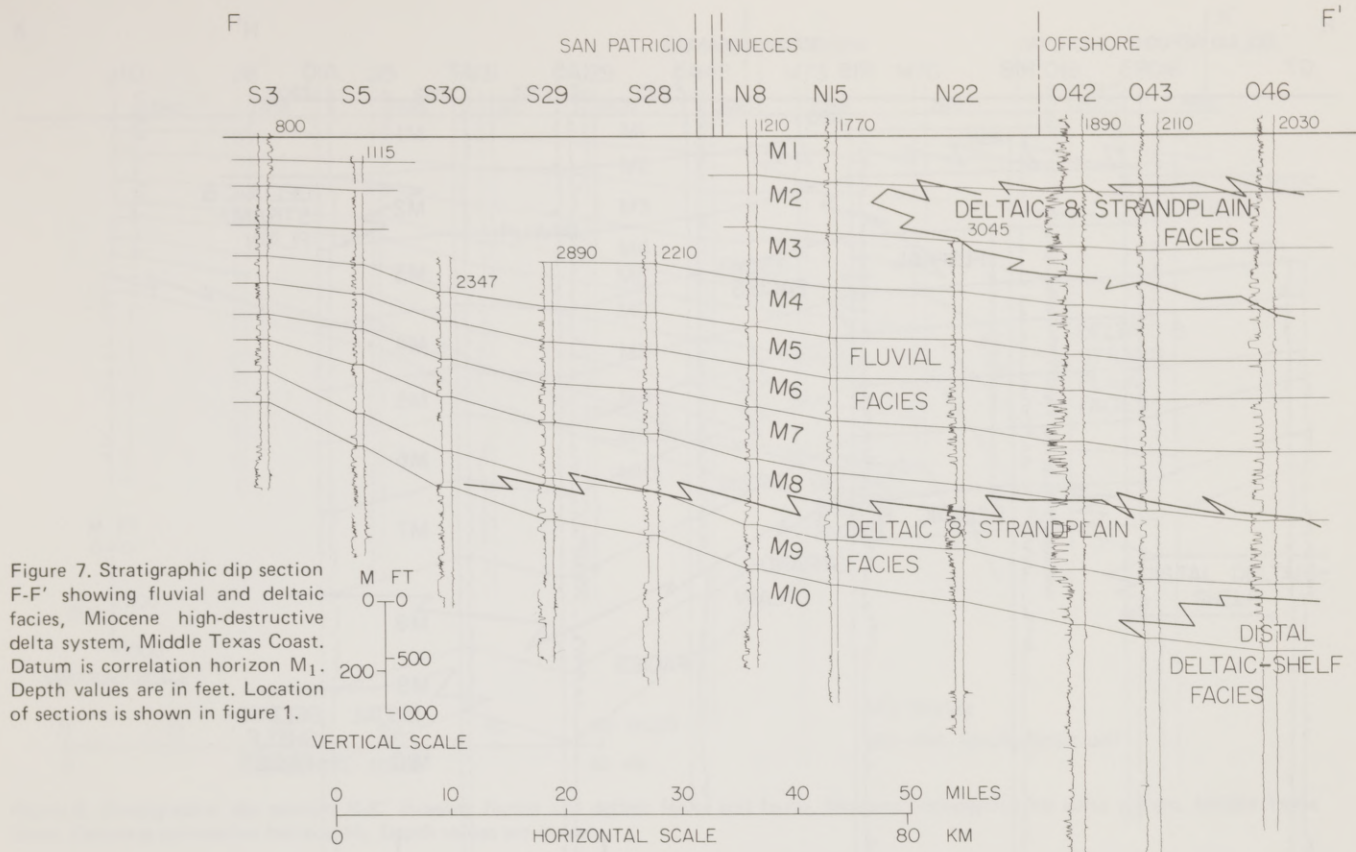 F
F'
SAN PATRICIO
NUECES
OFFSHORE
S3 S5 S30 S29 S28 N8 N15 N22 O42 O43 O46
800
1115
1210
1770
1890
2110
2030
M1
M2
DELTAIC & STRANDPLAIN
FACIES
M3
3045
2347
2890
2210
M4
M5
FLUVIAL
M6
FACIES
M7
M8
DELTAIC & STRANDPLAIN
M9
FACIES
M10
DISTAL
DELTAIC-SHELF
FACIES
Figure 7. Stratigraphic dip section
F-F' showing fluvial and deltaic
facies, Miocene high-destructive
delta system, Middle Texas Coast.
Datum is correlation horizon M1.
Depth values are in feet. Location
of sections is shown in figure 1.
M FT
0 0
500
200
1000
VERTICAL SCALE
0 10 20 30 40 50 MILES
0 HORIZONTAL SCALE 80 KM